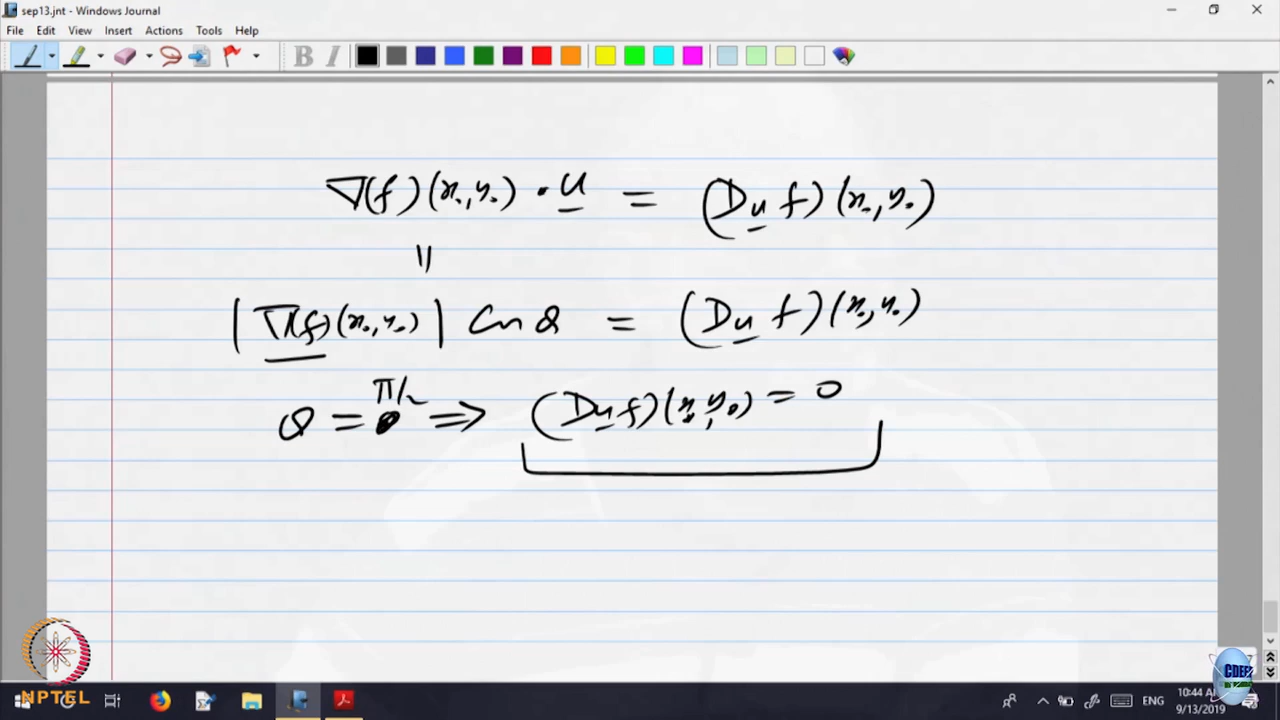 sep13.jnt - Windows Journal
File Edit View Insert Actions Tools Help
B I
∇(f)(x₀,y₀) · u = (D_u f)(x₀,y₀)
||
|∇(f)(x₀,y₀)| Cos θ = (D_u f)(x₀,y₀)
θ = π/2 ⇒ (D_u f)(x₀,y₀) = 0
NPTEL
CDEEP
ENG
10:44 AM
9/13/2019